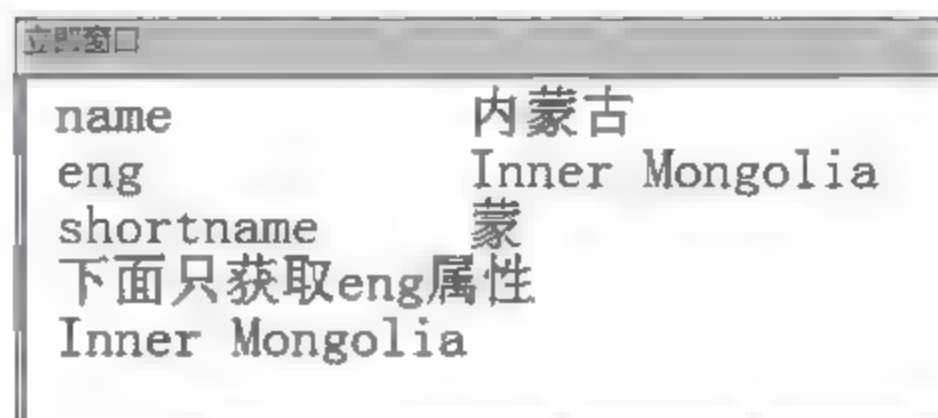 立即窗口
name 内蒙古
eng Inner Mongolia
shortname 蒙
下面只获取eng属性
Inner Mongolia